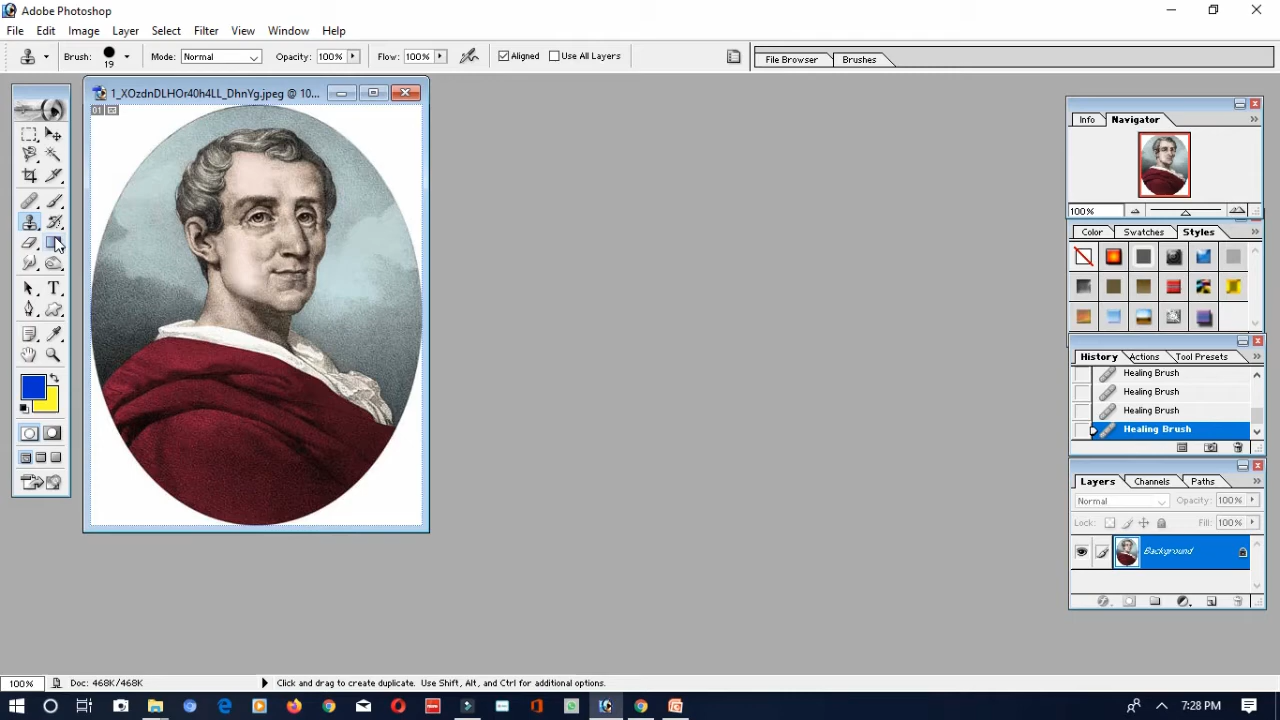 Adobe Photoshop
File Edit Image Layer Select Filter View Window Help
Brush: 19 Mode: Normal Opacity: 100% Flow: 100% Aligned Use All Layers File Browser Brushes
1_XOzdnDLHOr40h4LL_DhnYg.jpeg @ 10...
01
Info Navigator
100%
Color Swatches Styles
History Actions Tool Presets
Healing Brush
Healing Brush
Healing Brush
Healing Brush
Layers Channels Paths
Normal Opacity: 100%
Lock: Fill: 100%
Background
T
100% Doc: 468K/468K Click and drag to create duplicate. Use Shift, Alt, and Ctrl for additional options.
7:28 PM